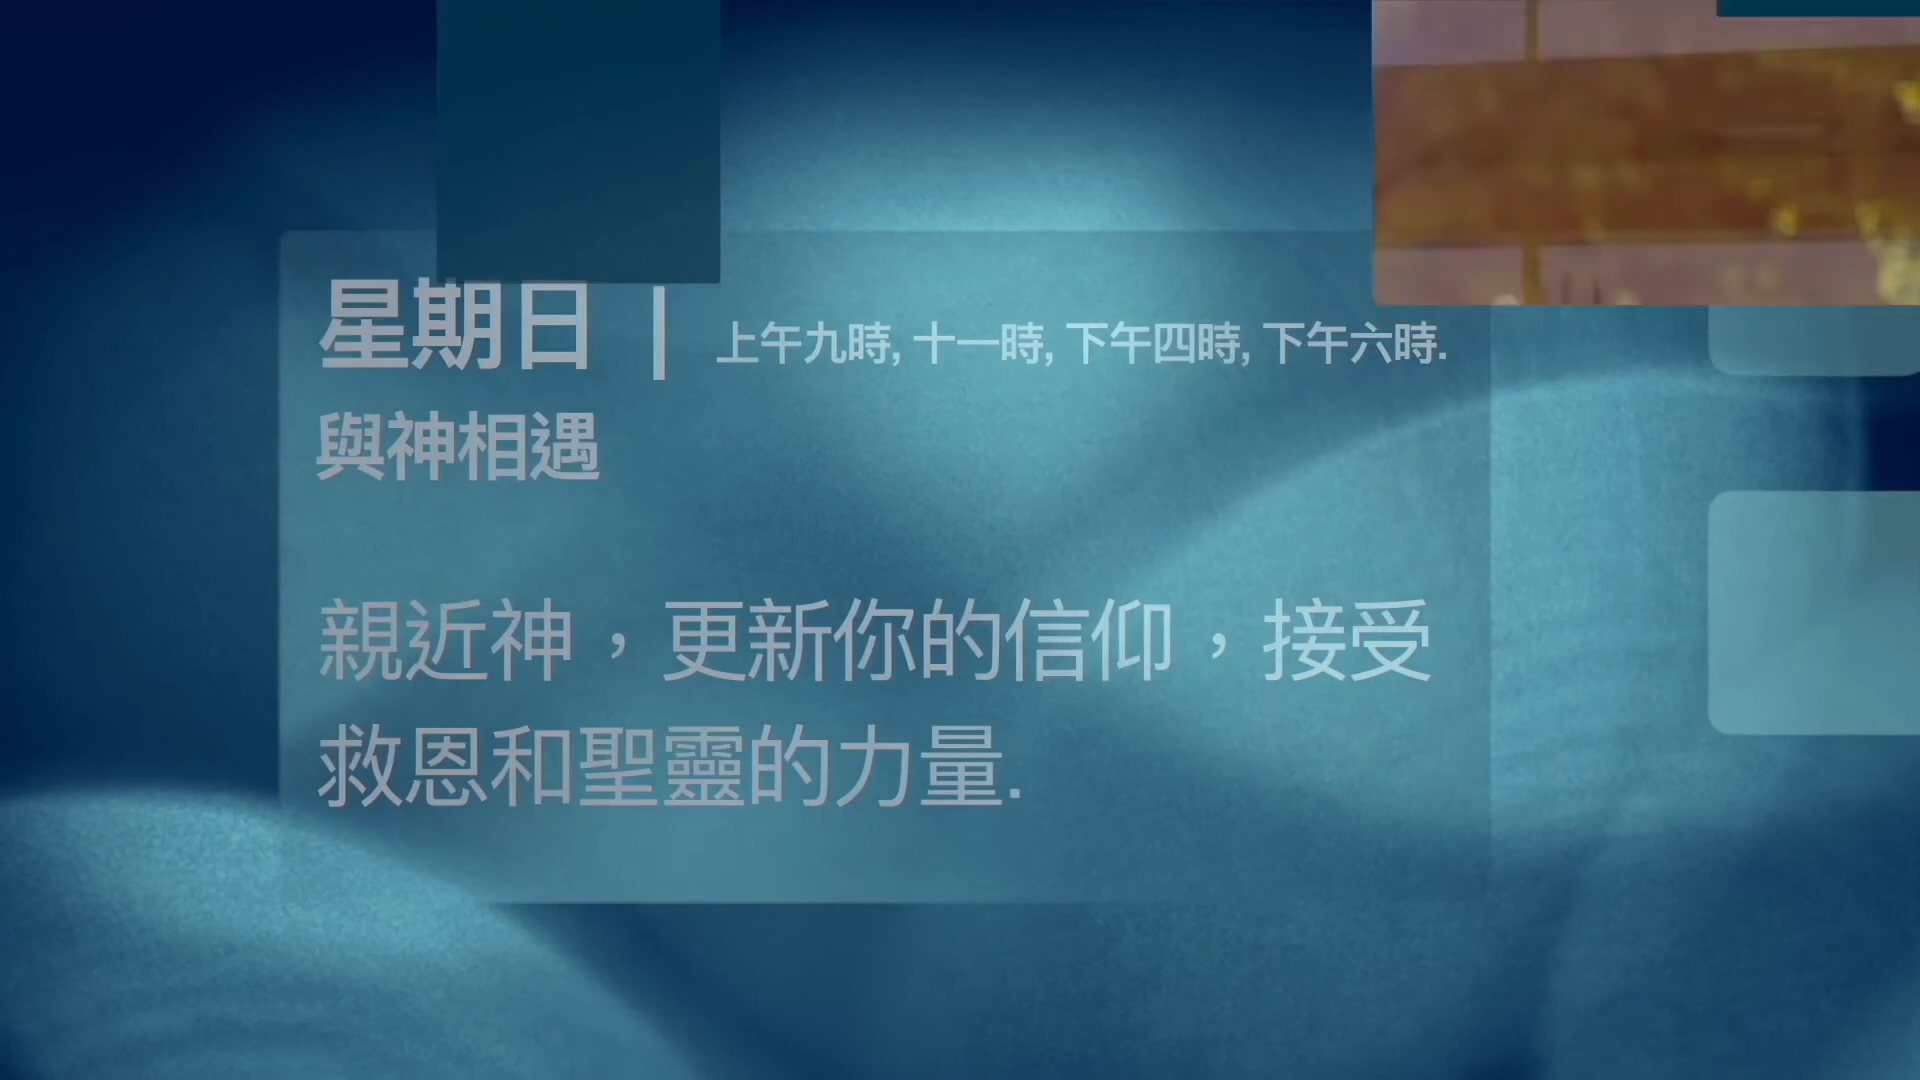 星期日 | 上午九時, 十一時, 下午四時, 下午六時.
與神相遇
親近神，更新你的信仰，接受
救恩和聖靈的力量.